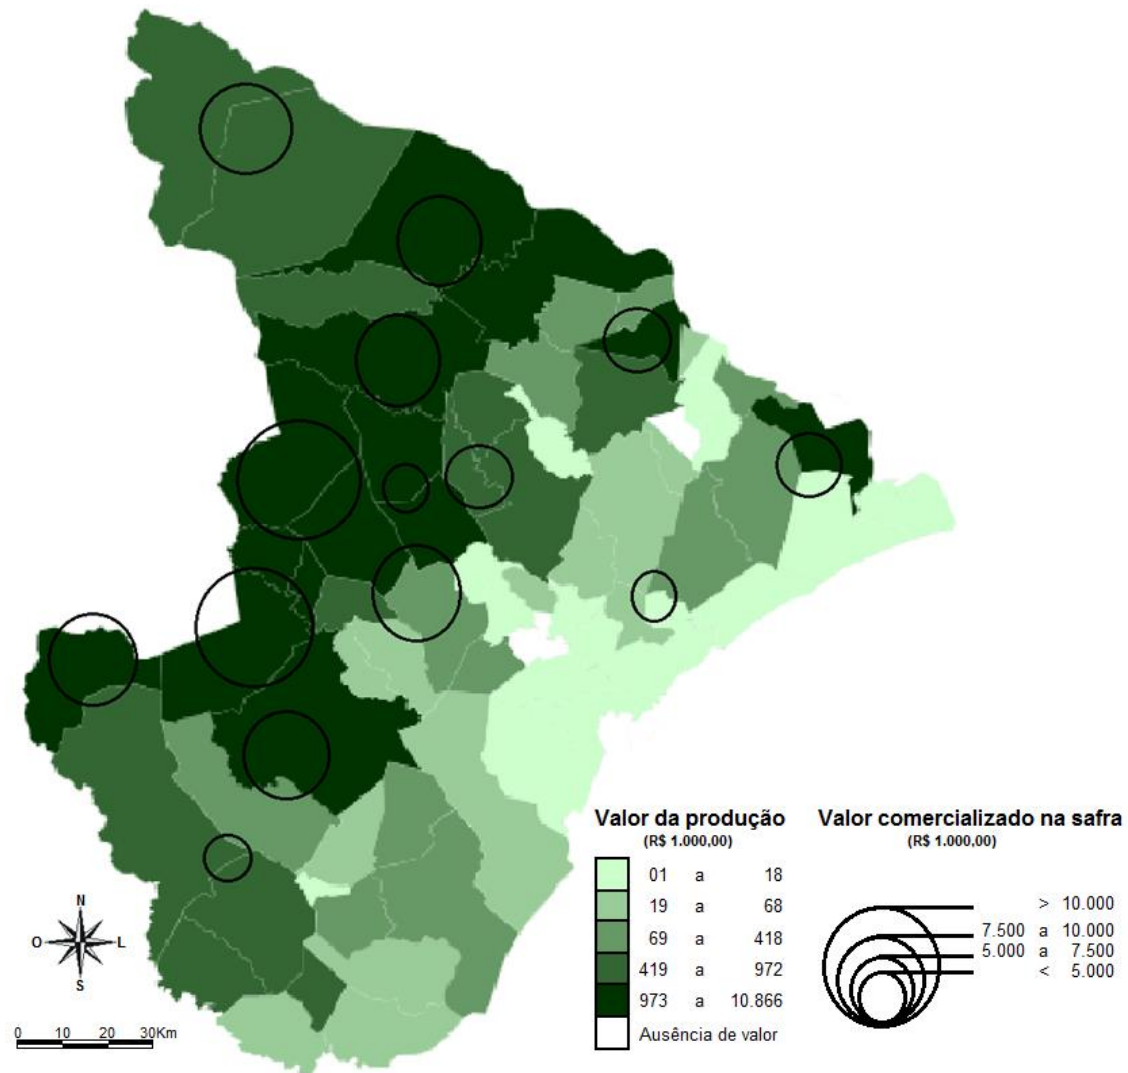 Valor da produção
(R$ 1.000,00)
01 a 18
19 a 68
69 a 418
419 a 972
973 a 10.866
Ausência de valor
Valor comercializado na safra
(R$ 1.000,00)
> 10.000
7.500 a 10.000
5.000 a 7.500
< 5.000
N
O L
S
0 10 20 30Km